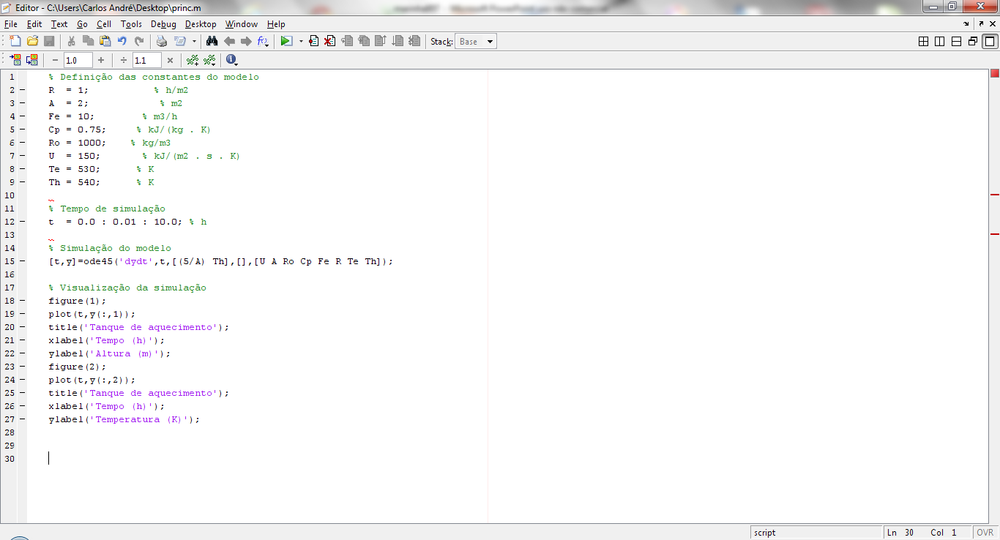 Editor - C:\Users\Carlos André\Desktop\princ.m
File Edit Text Go Cell Tools Debug Desktop Window Help
Stack: Base
1.0 1.1
1 % Definição das constantes do modelo
2 R = 1; % h/m2
3 A = 2; % m2
4 Fe = 10; % m3/h
5 Cp = 0.75; % kJ/(kg . K)
6 Ro = 1000; % kg/m3
7 U = 150; % kJ/(m2 . s . K)
8 Te = 530; % K
9 Th = 540; % K
10
11 % Tempo de simulação
12 t = 0.0 : 0.01 : 10.0; % h
13
14 % Simulação do modelo
15 [t,y]=ode45('dydt',t,[(5/A) Th],[],[U A Ro Cp Fe R Te Th]);
16
17 % Visualização da simulação
18 figure(1);
19 plot(t,y(:,1));
20 title('Tanque de aquecimento');
21 xlabel('Tempo (h)');
22 ylabel('Altura (m)');
23 figure(2);
24 plot(t,y(:,2));
25 title('Tanque de aquecimento');
26 xlabel('Tempo (h)');
27 ylabel('Temperatura (K)');
28
29
30
script Ln 30 Col 1 OVR